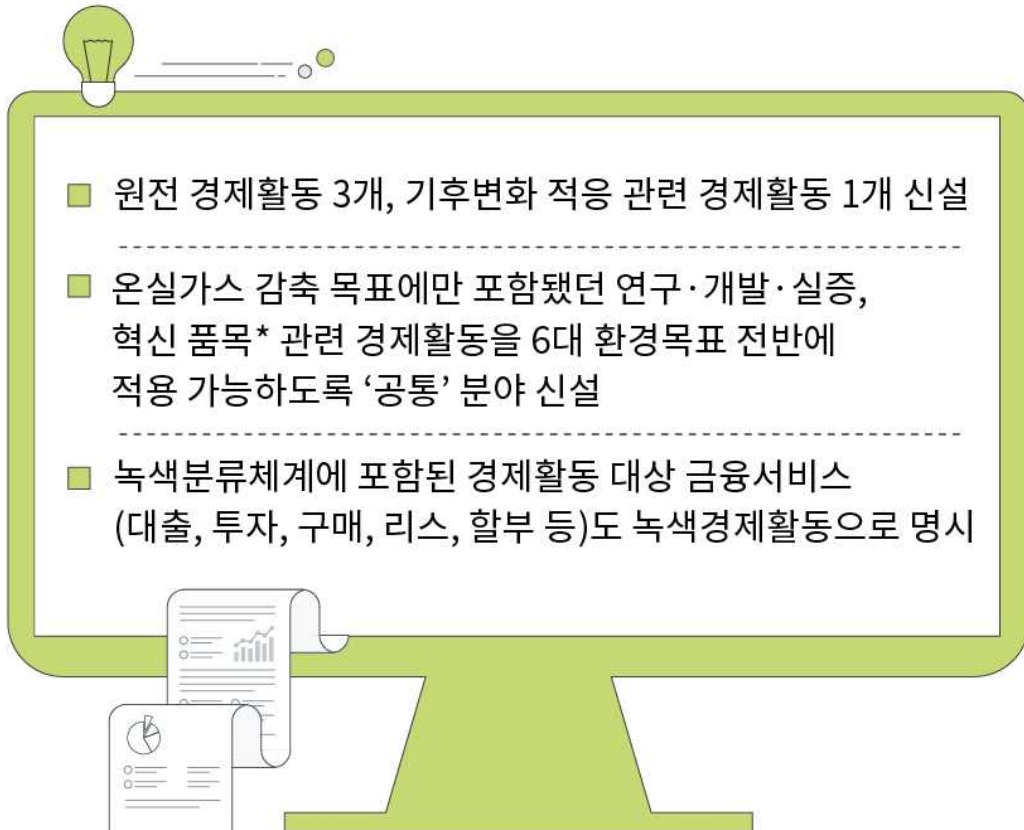 ■ 원전 경제활동 3개, 기후변화 적응 관련 경제활동 1개 신설
■ 온실가스 감축 목표에만 포함됐던 연구·개발·실증,
혁신 품목* 관련 경제활동을 6대 환경목표 전반에
적용 가능하도록 ‘공통’ 분야 신설
■ 녹색분류체계에 포함된 경제활동 대상 금융서비스
(대출, 투자, 구매, 리스, 할부 등)도 녹색경제활동으로 명시